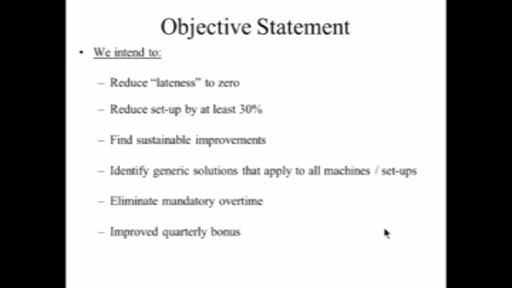 Objective Statement
• We intend to:
– Reduce “lateness” to zero
– Reduce set-up by at least 30%
– Find sustainable improvements
– Identify generic solutions that apply to all machines / set-ups
– Eliminate mandatory overtime
– Improved quarterly bonus